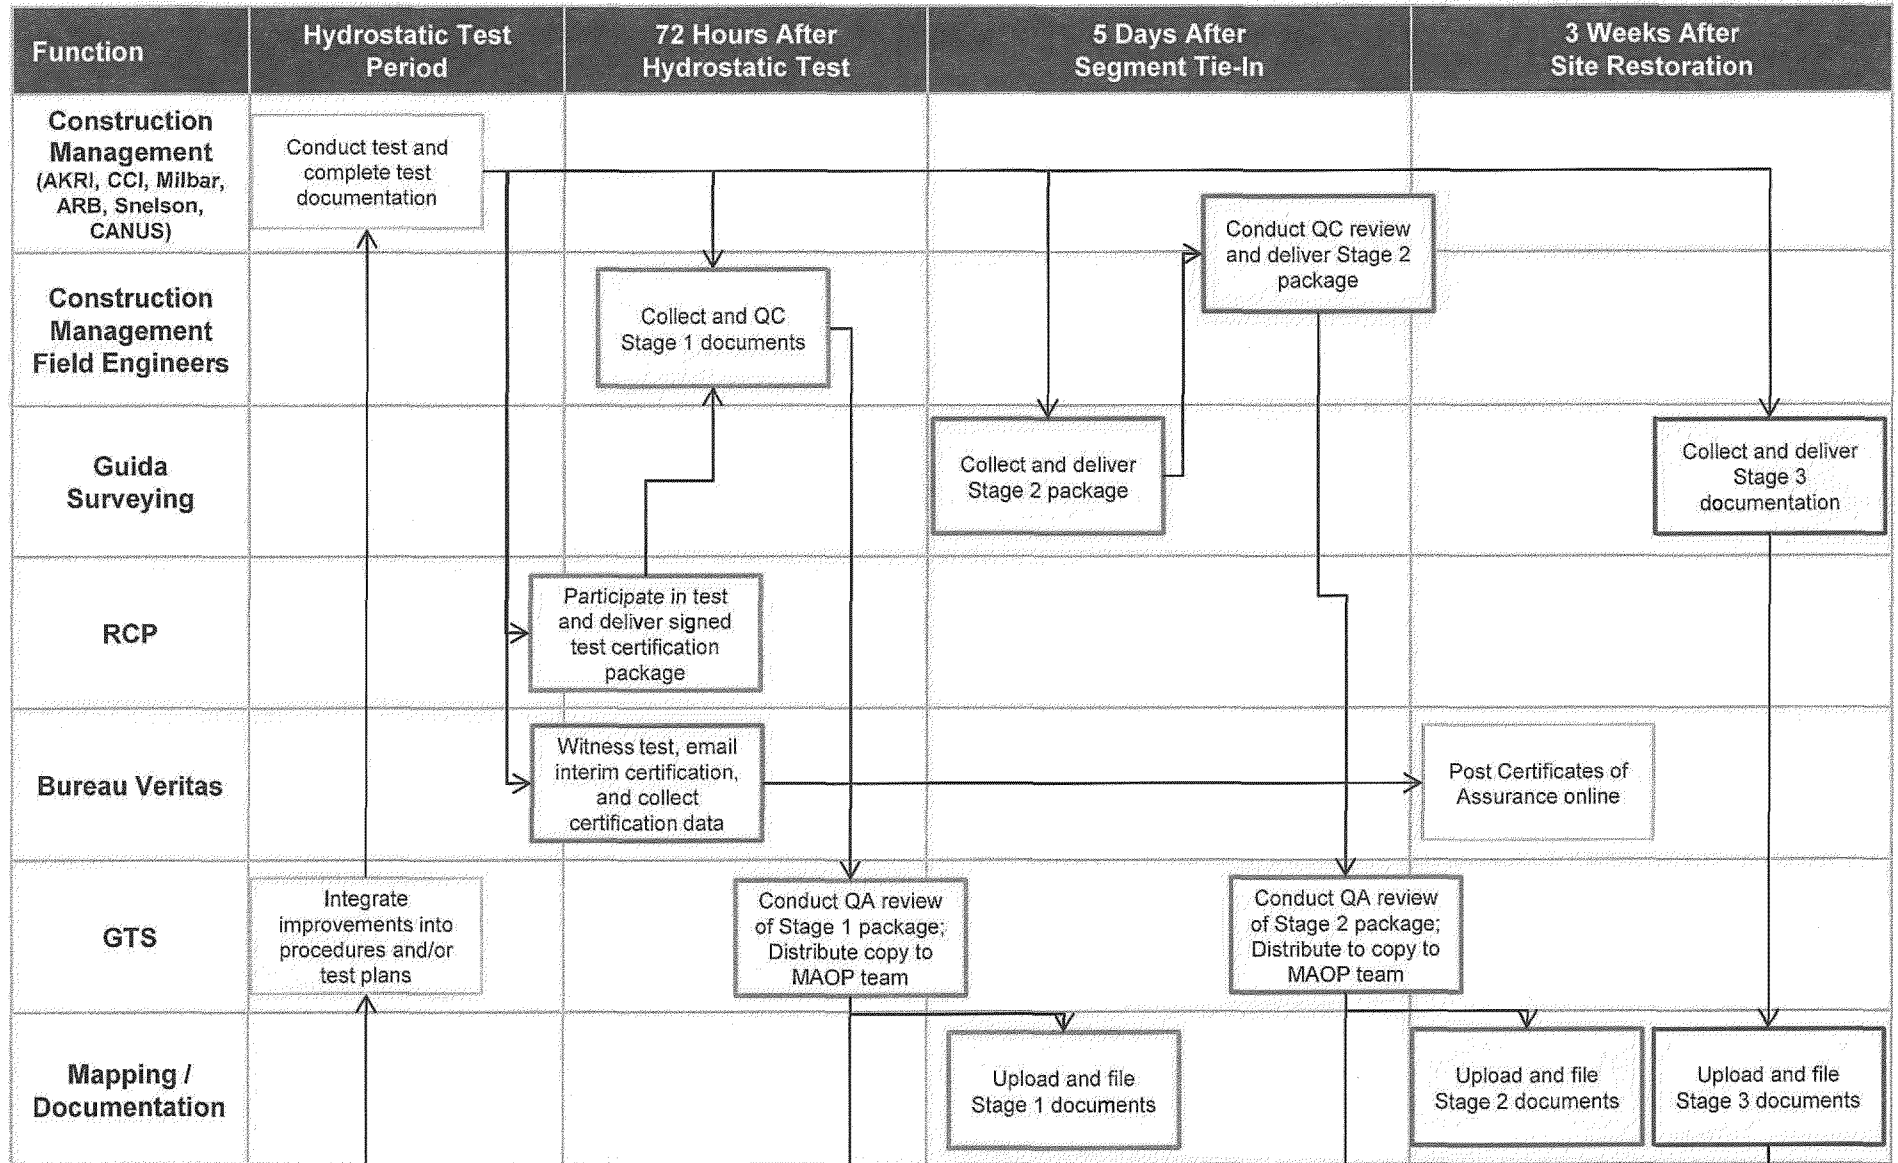 Function
Hydrostatic Test
Period
72 Hours After
Hydrostatic Test
5 Days After
Segment Tie-In
3 Weeks After
Site Restoration
Construction
Management
(AKRI, CCI, Milbar,
ARB, Snelson,
CANUS)
Conduct test and
complete test
documentation
Conduct QC review
and deliver Stage 2
package
Construction
Management
Field Engineers
Collect and QC
Stage 1 documents
Guida
Surveying
Collect and deliver
Stage 2 package
Collect and deliver
Stage 3
documentation
RCP
Participate in test
and deliver signed
test certification
package
Bureau Veritas
Witness test, email
interim certification,
and collect
certification data
Post Certificates of
Assurance online
GTS
Integrate
improvements into
procedures and/or
test plans
Conduct QA review
of Stage 1 package;
Distribute copy to
MAOP team
Conduct QA review
of Stage 2 package;
Distribute to copy to
MAOP team
Mapping /
Documentation
Upload and file
Stage 1 documents
Upload and file
Stage 2 documents
Upload and file
Stage 3 documents